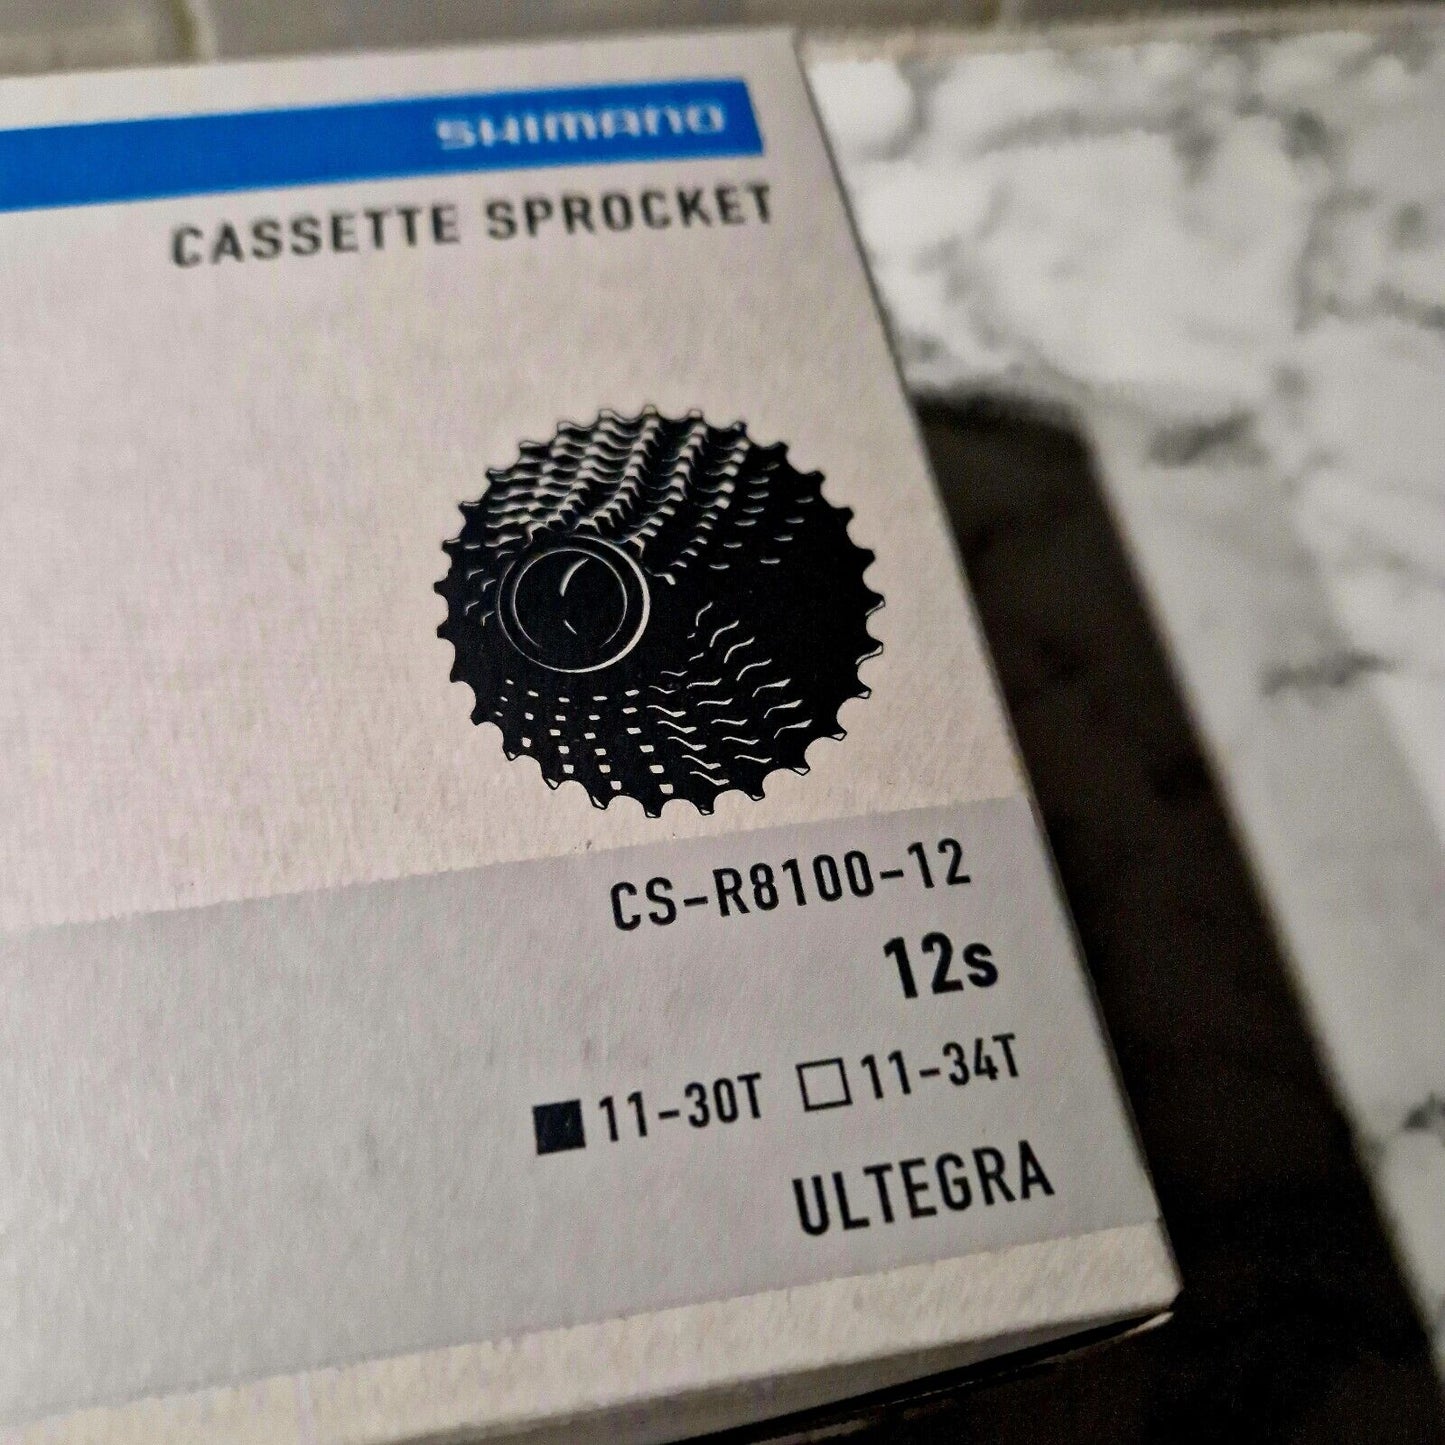 SHIMANO
CASSETTE SPROCKET
CS-R8100-12
12s
■11-30T □11-34T
ULTEGRA